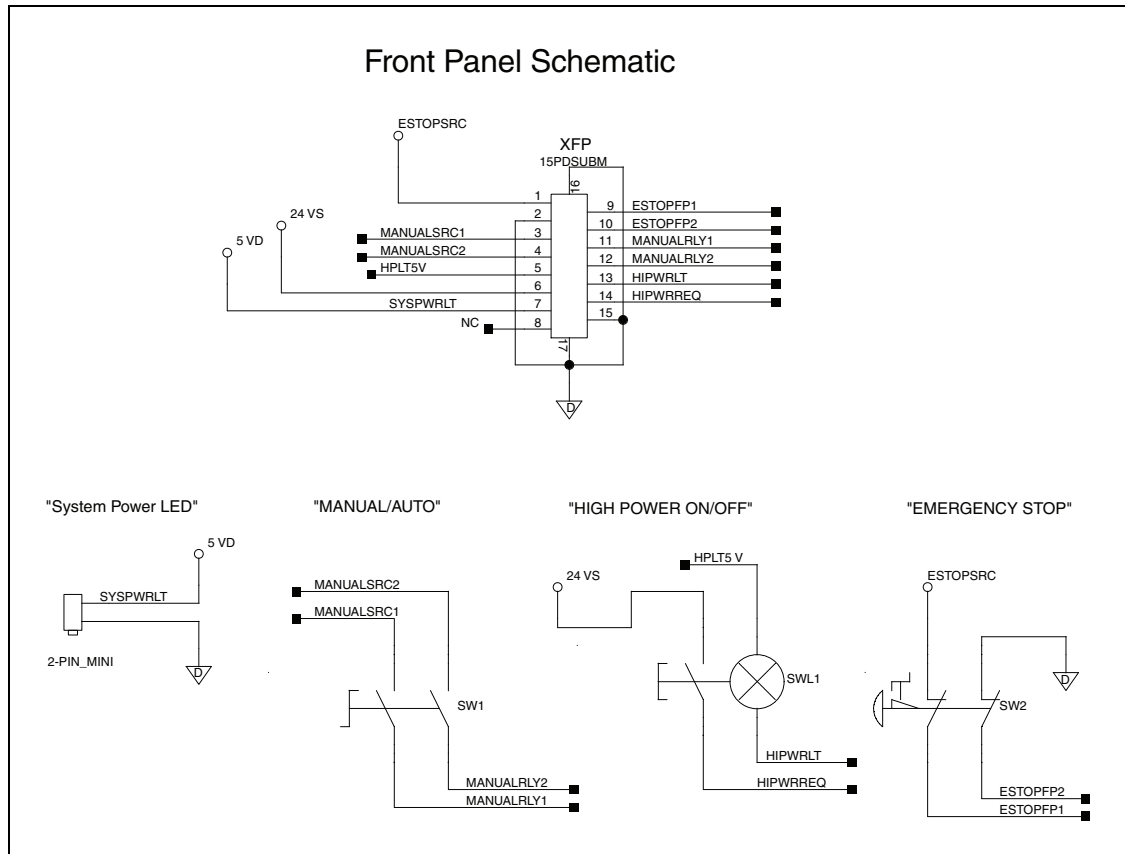 Front Panel Schematic
ESTOPSRC
XFP
15PDSUBM
16
1
2
3
4
5
6
7
8
24 VS
5 VD
MANUALSRC1
MANUALSRC2
HPLT5V
SYSPWRLT
NC
9 ESTOPFP1
10 ESTOPFP2
11 MANUALRLY1
12 MANUALRLY2
13 HIPWRLT
14 HIPWRREQ
15
17
D
"System Power LED"
5 VD
SYSPWRLT
2-PIN_MINI
D
"MANUAL/AUTO"
MANUALSRC2
MANUALSRC1
SW1
MANUALRLY2
MANUALRLY1
"HIGH POWER ON/OFF"
HPLT5 V
24 VS
SWL1
HIPWRLT
HIPWRREQ
"EMERGENCY STOP"
ESTOPSRC
D
SW2
ESTOPFP2
ESTOPFP1